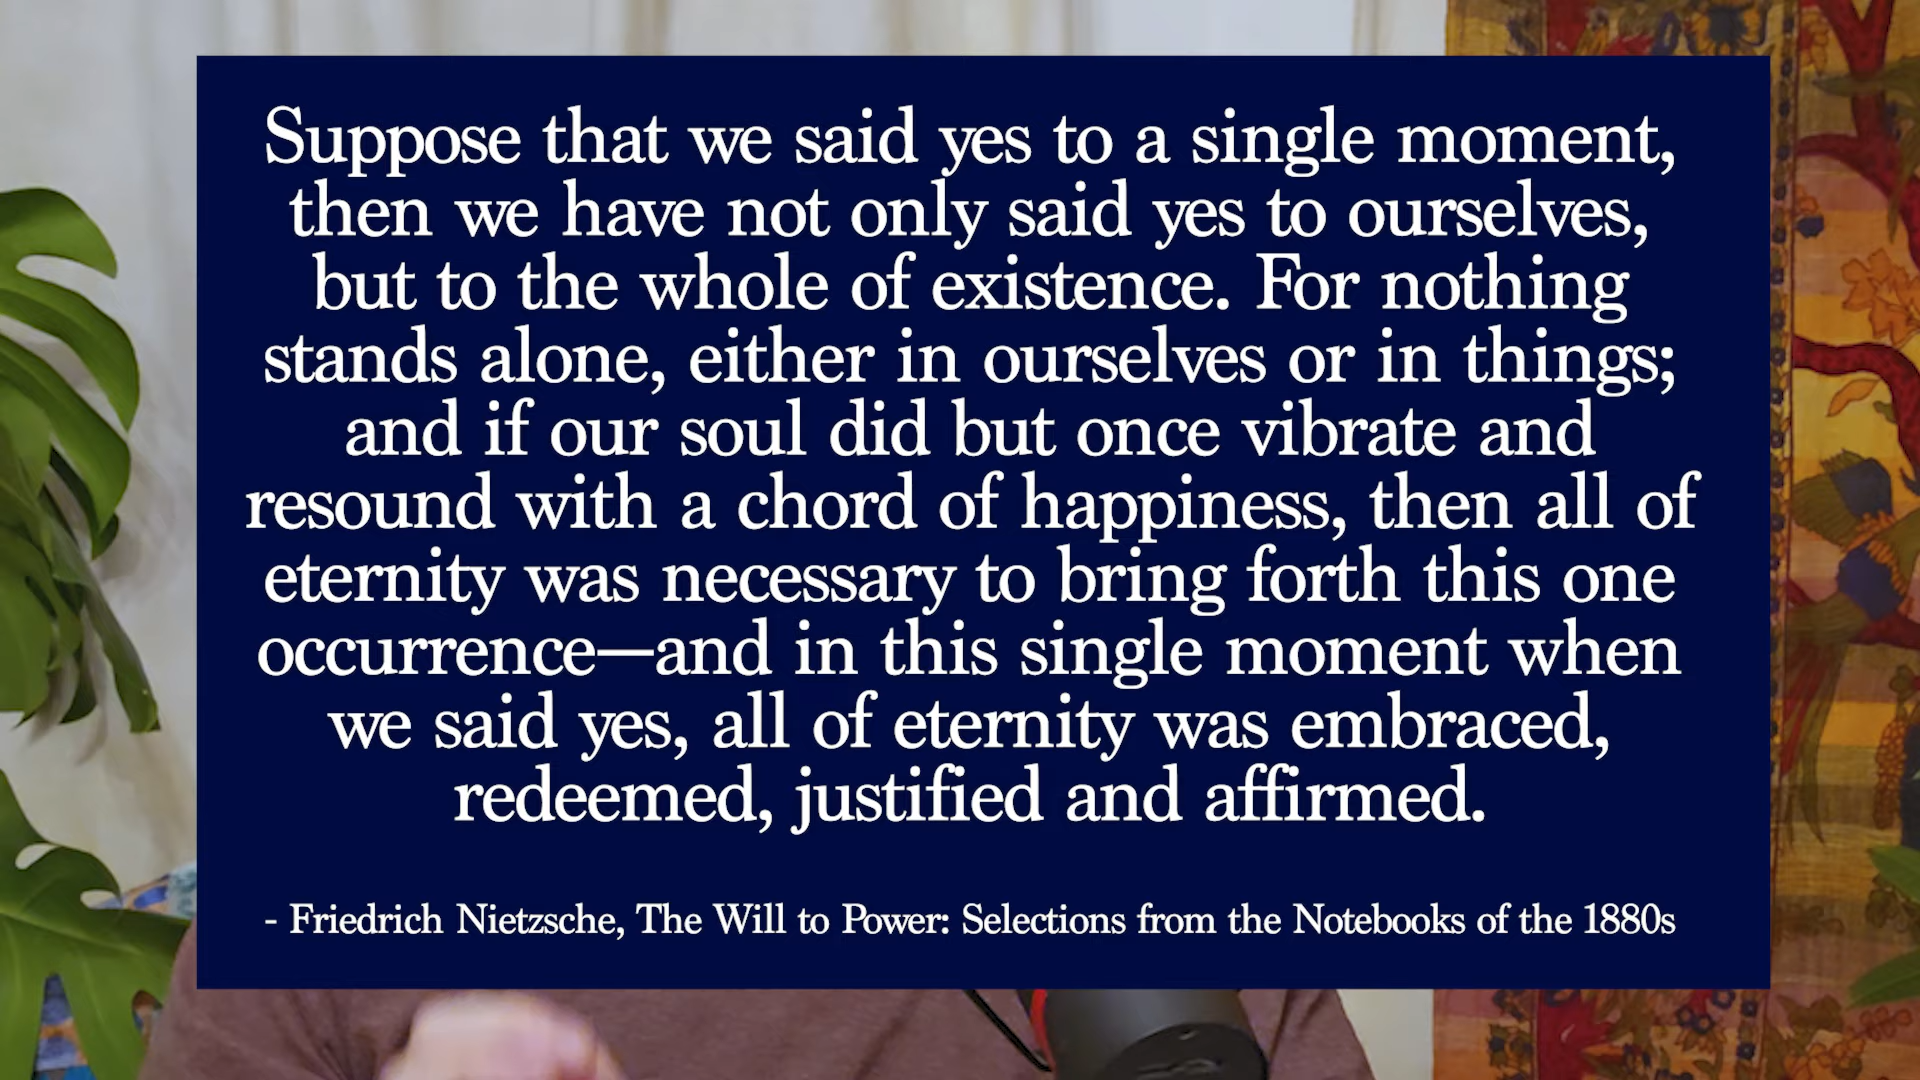 Suppose that we said yes to a single moment,
then we have not only said yes to ourselves,
but to the whole of existence. For nothing
stands alone, either in ourselves or in things;
and if our soul did but once vibrate and
resound with a chord of happiness, then all of
eternity was necessary to bring forth this one
occurrence—and in this single moment when
we said yes, all of eternity was embraced,
redeemed, justified and affirmed.
- Friedrich Nietzsche, The Will to Power: Selections from the Notebooks of the 1880s